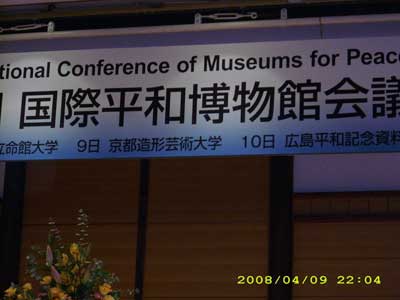 tional Conference of Museums for Peac
国際平和博物館会議
立命館大学 9日 京都造形芸術大学 10日 広島平和記念資料
2008/04/09 22:04